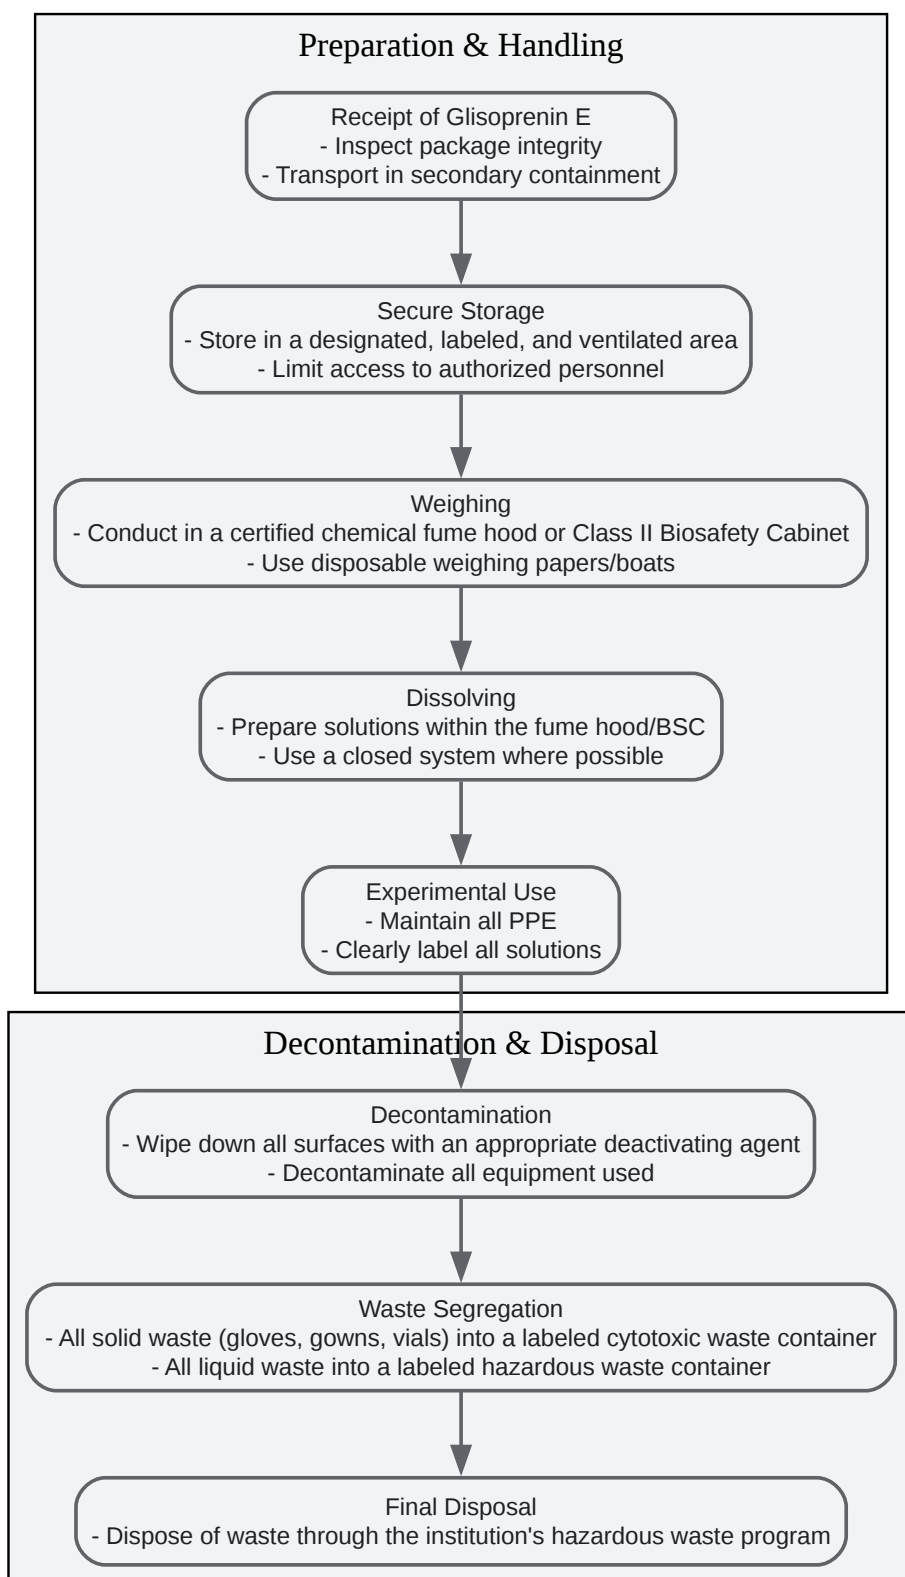 Preparation & Handling
Receipt of Glisoprenin E
- Inspect package integrity
- Transport in secondary containment
Secure Storage
- Store in a designated, labeled, and ventilated area
- Limit access to authorized personnel
Weighing
- Conduct in a certified chemical fume hood or Class II Biosafety Cabinet
- Use disposable weighing papers/boats
Dissolving
- Prepare solutions within the fume hood/BSC
- Use a closed system where possible
Experimental Use
- Maintain all PPE
- Clearly label all solutions
Decontamination & Disposal
Decontamination
- Wipe down all surfaces with an appropriate deactivating agent
- Decontaminate all equipment used
Waste Segregation
- All solid waste (gloves, gowns, vials) into a labeled cytotoxic waste container
- All liquid waste into a labeled hazardous waste container
Final Disposal
- Dispose of waste through the institution's hazardous waste program